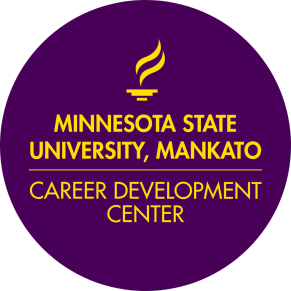 MINNESOTA STATE
UNIVERSITY, MANKATO
CAREER DEVELOPMENT
CENTER